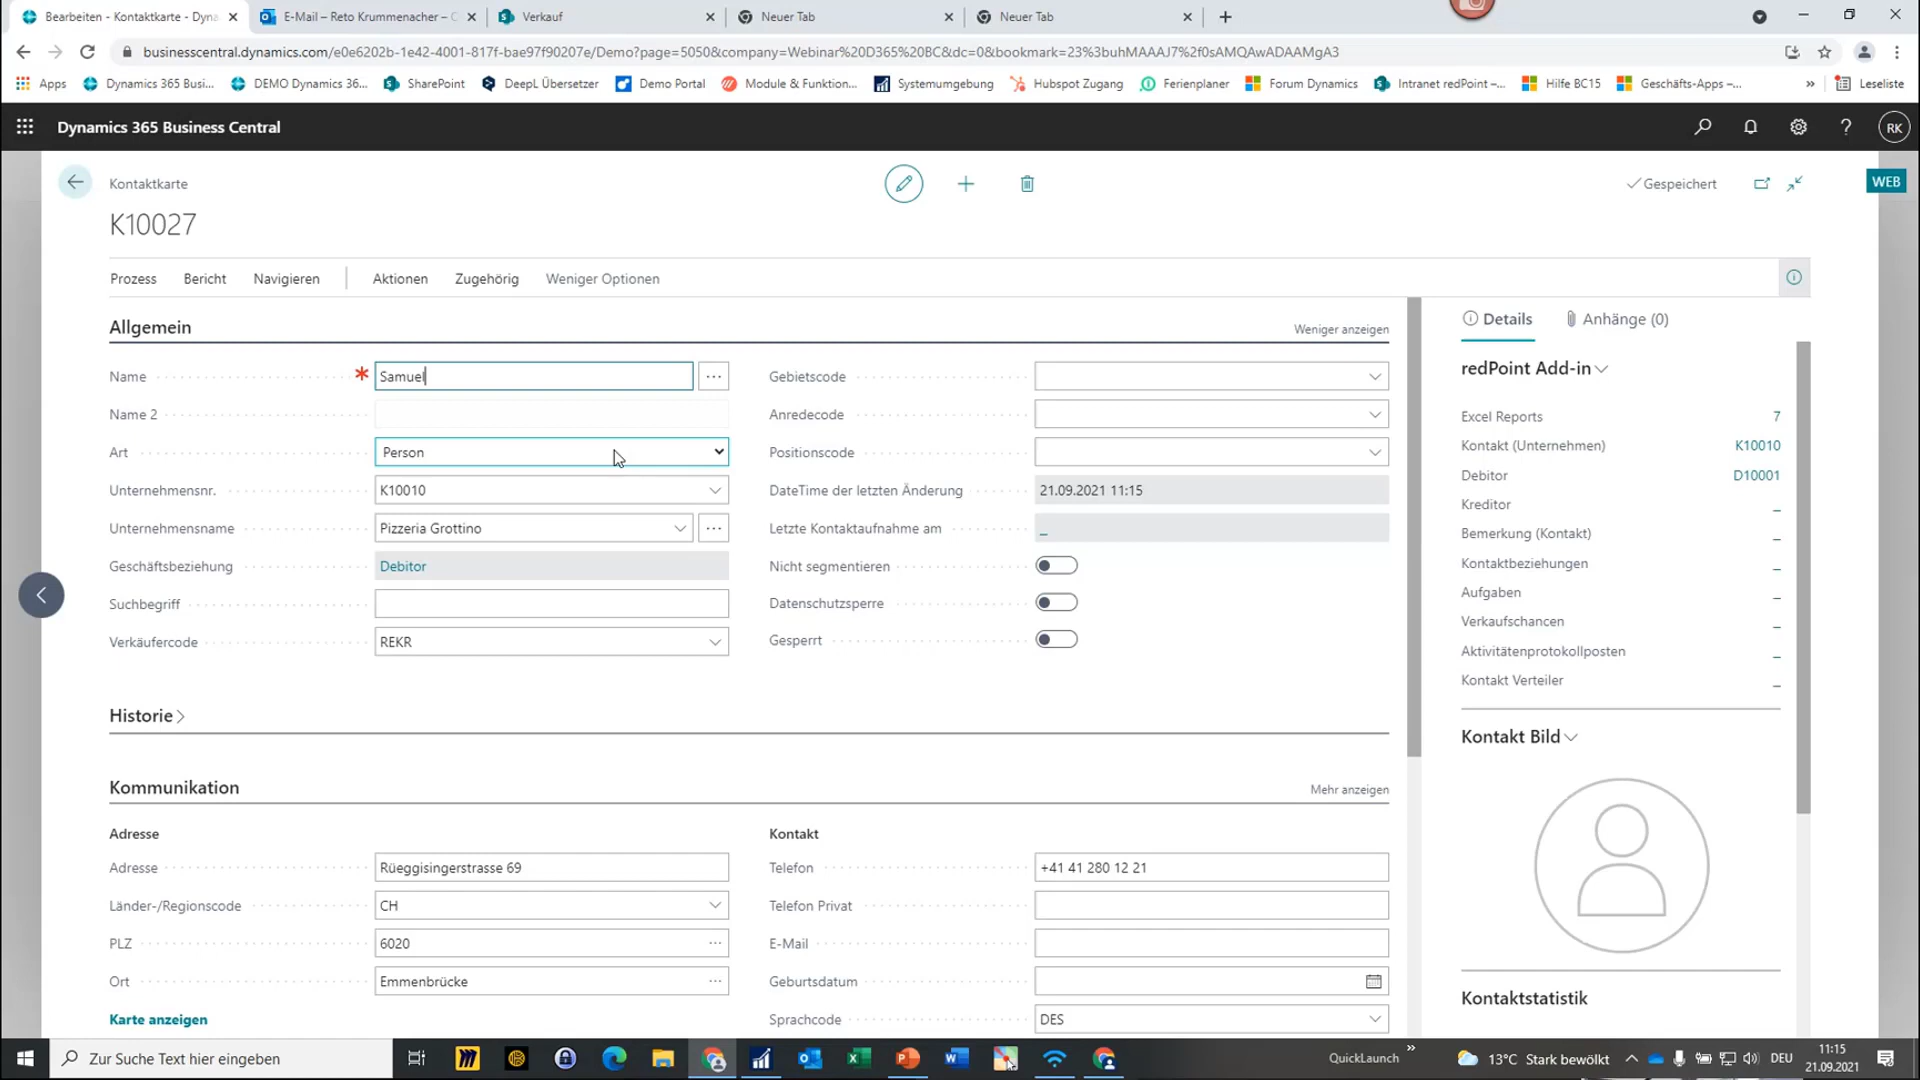 Bearbeiten - Kontaktkarte - Dyna
E-Mail – Reto Krummenacher – O
Verkauf
Neuer Tab
Neuer Tab
businesscentral.dynamics.com/e0e6202b-1e42-4001-817f-bae97f90207e/Demo?page=5050&company=Webinar%20D365%20BC&dc=0&bookmark=23%3buhMAAAJ7%2f0sAMQAwADAAMgA3
Apps
Dynamics 365 Busi...
DEMO Dynamics 36...
SharePoint
DeepL Übersetzer
Demo Portal
Module & Funktion...
Systemumgebung
Hubspot Zugang
Ferienplaner
Forum Dynamics
Intranet redPoint –...
Hilfe BC15
Geschäfts-Apps –...
»
Leseliste
Dynamics 365 Business Central
?
RK
Kontaktkarte
Gespeichert
WEB
K10027
Prozess
Bericht
Navigieren
Aktionen
Zugehörig
Weniger Optionen
Allgemein
Weniger anzeigen
Name * Samuel ...
Name 2
Art Person
Unternehmensnr. K10010
Unternehmensname Pizzeria Grottino ...
Geschäftsbeziehung Debitor
Suchbegriff
Verkäufercode REKR
Gebietscode
Anredecode
Positionscode
DateTime der letzten Änderung 21.09.2021 11:15
Letzte Kontaktaufnahme am _
Nicht segmentieren
Datenschutzsperre
Gesperrt
Historie
Kommunikation
Mehr anzeigen
Adresse
Adresse Rüeggisingerstrasse 69
Länder-/Regionscode CH
PLZ 6020 ...
Ort Emmenbrücke ...
Karte anzeigen
Kontakt
Telefon +41 41 280 12 21
Telefon Privat
E-Mail
Geburtsdatum
Sprachcode DES
Details
Anhänge (0)
redPoint Add-in
Excel Reports 7
Kontakt (Unternehmen) K10010
Debitor D10001
Kreditor _
Bemerkung (Kontakt) _
Kontaktbeziehungen _
Aufgaben _
Verkaufschancen _
Aktivitätenprotokollposten _
Kontakt Verteiler _
Kontakt Bild
Kontaktstatistik
Zur Suche Text hier eingeben
QuickLaunch »
13°C Stark bewölkt
DEU
11:15
21.09.2021